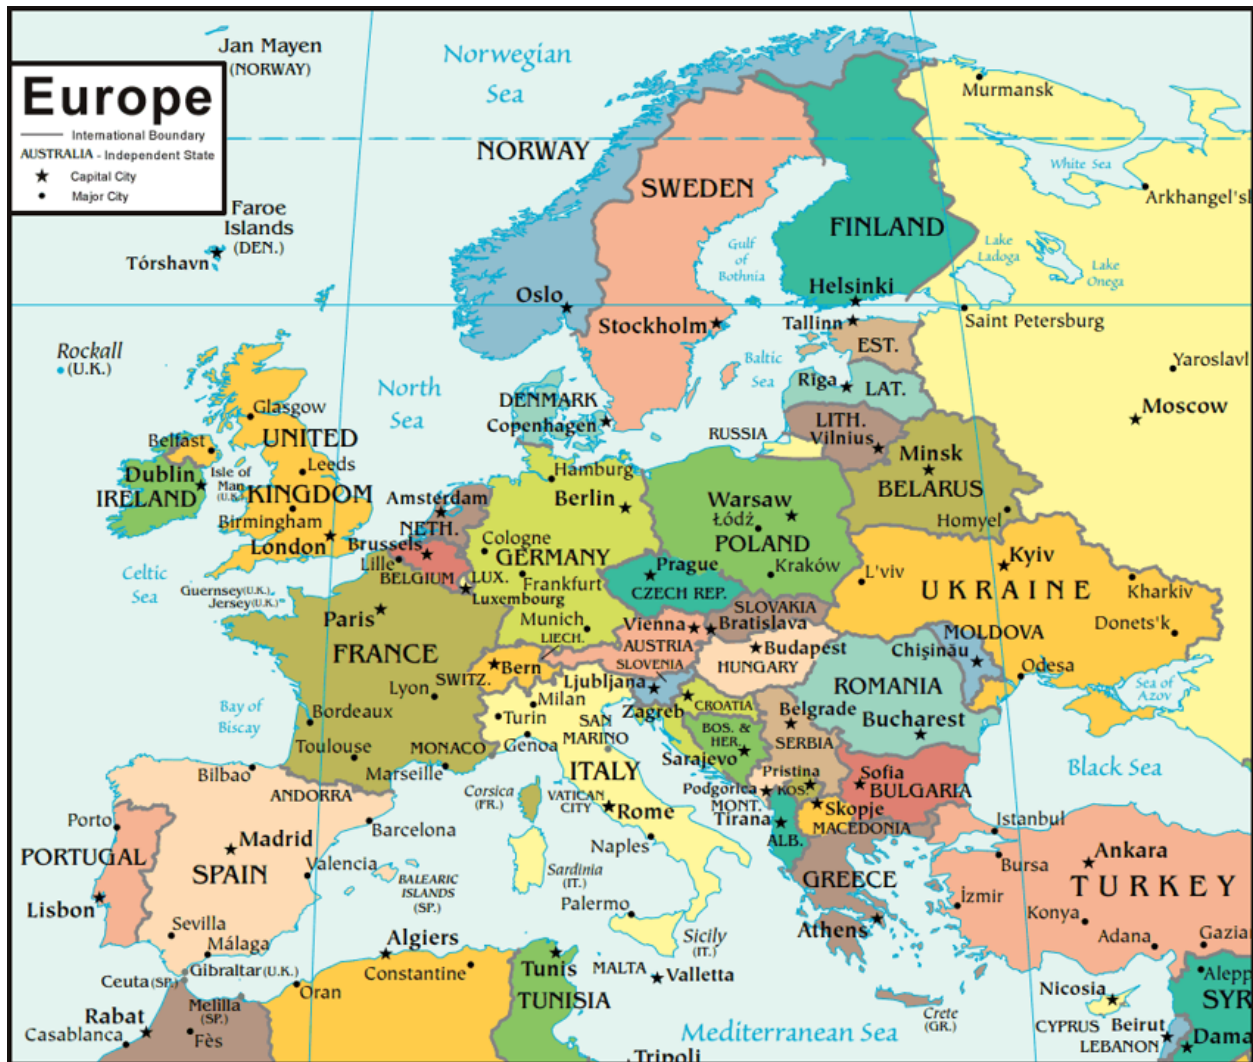 Jan Mayen
(NORWAY)
Norwegian
Sea
Europe
International Boundary
AUSTRALIA - Independent State
Capital City
Major City
Murmansk
NORWAY
White Sea
SWEDEN
Arkhangel'sk
Faroe
Islands
(DEN.)
Tórshavn
FINLAND
Gulf
of
Bothnia
Lake
Ladoga
Lake
Onega
Helsinki
Oslo
Stockholm
Tallinn
Saint Petersburg
EST.
Rockall
(U.K.)
North
Sea
Baltic
Sea
Yaroslavl
Rīga
LAT.
DENMARK
Copenhagen
Moscow
Glasgow
LITH.
Vilnius
RUSSIA
UNITED
KINGDOM
Belfast
Minsk
BELARUS
Dublin
IRELAND
Isle of
Man
(U.K.)
Leeds
Hamburg
Berlin
Amsterdam
NETH.
Warsaw
Łódź
POLAND
Birmingham
London
Homyel
Brussels
Lille
BELGIUM
Cologne
GERMANY
Frankfurt
LUX.
Luxembourg
Prague
CZECH REP.
Kraków
L'viv
Kyiv
UKRAINE
Kharkiv
Donets'k
Celtic
Sea
Guernsey (U.K.)
Jersey (U.K.)
Paris
FRANCE
Munich
LIECH.
Vienna
AUSTRIA
SLOVAKIA
Bratislava
SLOVENIA
Budapest
HUNGARY
MOLDOVA
Chișinău
Odesa
Sea of
Azov
SWITZ.
Bern
Lyon
Ljubljana
Zagreb
CROATIA
ROMANIA
Bucharest
Bay of
Biscay
Bordeaux
Toulouse
Milan
Turin
Genoa
SAN
MARINO
BOS. &
HER.
Sarajevo
Belgrade
SERBIA
Bilbao
MONACO
Marseille
ITALY
Black Sea
ANDORRA
Corsica
(FR.)
VATICAN
CITY
Rome
Podgorica
MONT.
Pristina
KOS.
Sofia
BULGARIA
Skopje
MACEDONIA
Tirana
ALB.
Porto
PORTUGAL
Lisbon
Madrid
SPAIN
Barcelona
Valencia
Naples
Istanbul
Bursa
Ankara
TURKEY
BALEARIC
ISLANDS
(SP.)
Sardinia
(IT.)
GREECE
Athens
İzmir
Konya
Adana
Gazian
Sevilla
Málaga
Palermo
Sicily
(IT.)
Gibraltar (U.K.)
Ceuta (SP.)
Algiers
Constantine
Tunis
TUNISIA
MALTA
Valletta
Oran
Melilla
(SP.)
Rabat
Casablanca
Fès
Crete
(GR.)
Nicosia
CYPRUS
Alepp
SYR
Beirut
LEBANON
Dama
Mediterranean Sea
Tripoli